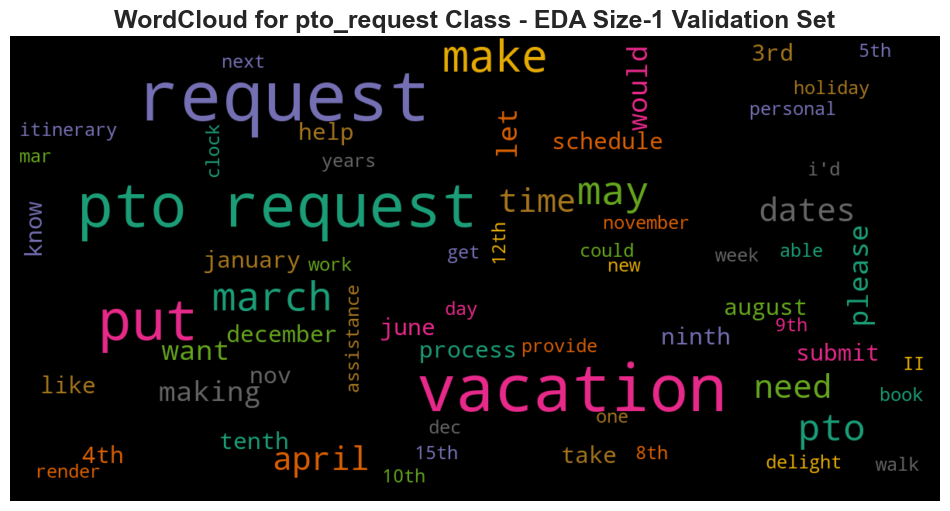 WordCloud for pto_request Class - EDA Size-1 Validation Set
next
make
would
3rd
5th
request
holiday
personal
itinerary
clock
help
let
schedule
mar
years
i'd
know
pto request
time
may
dates
november
12th
please
january
work
get
could
new
week
able
march
assistance
day
august
put
december
june
ninth
9th
want
process
provide
submit
II
like
making
nov
vacation
need
book
one
dec
pto
tenth
4th
april
15th
take
8th
delight
walk
render
10th